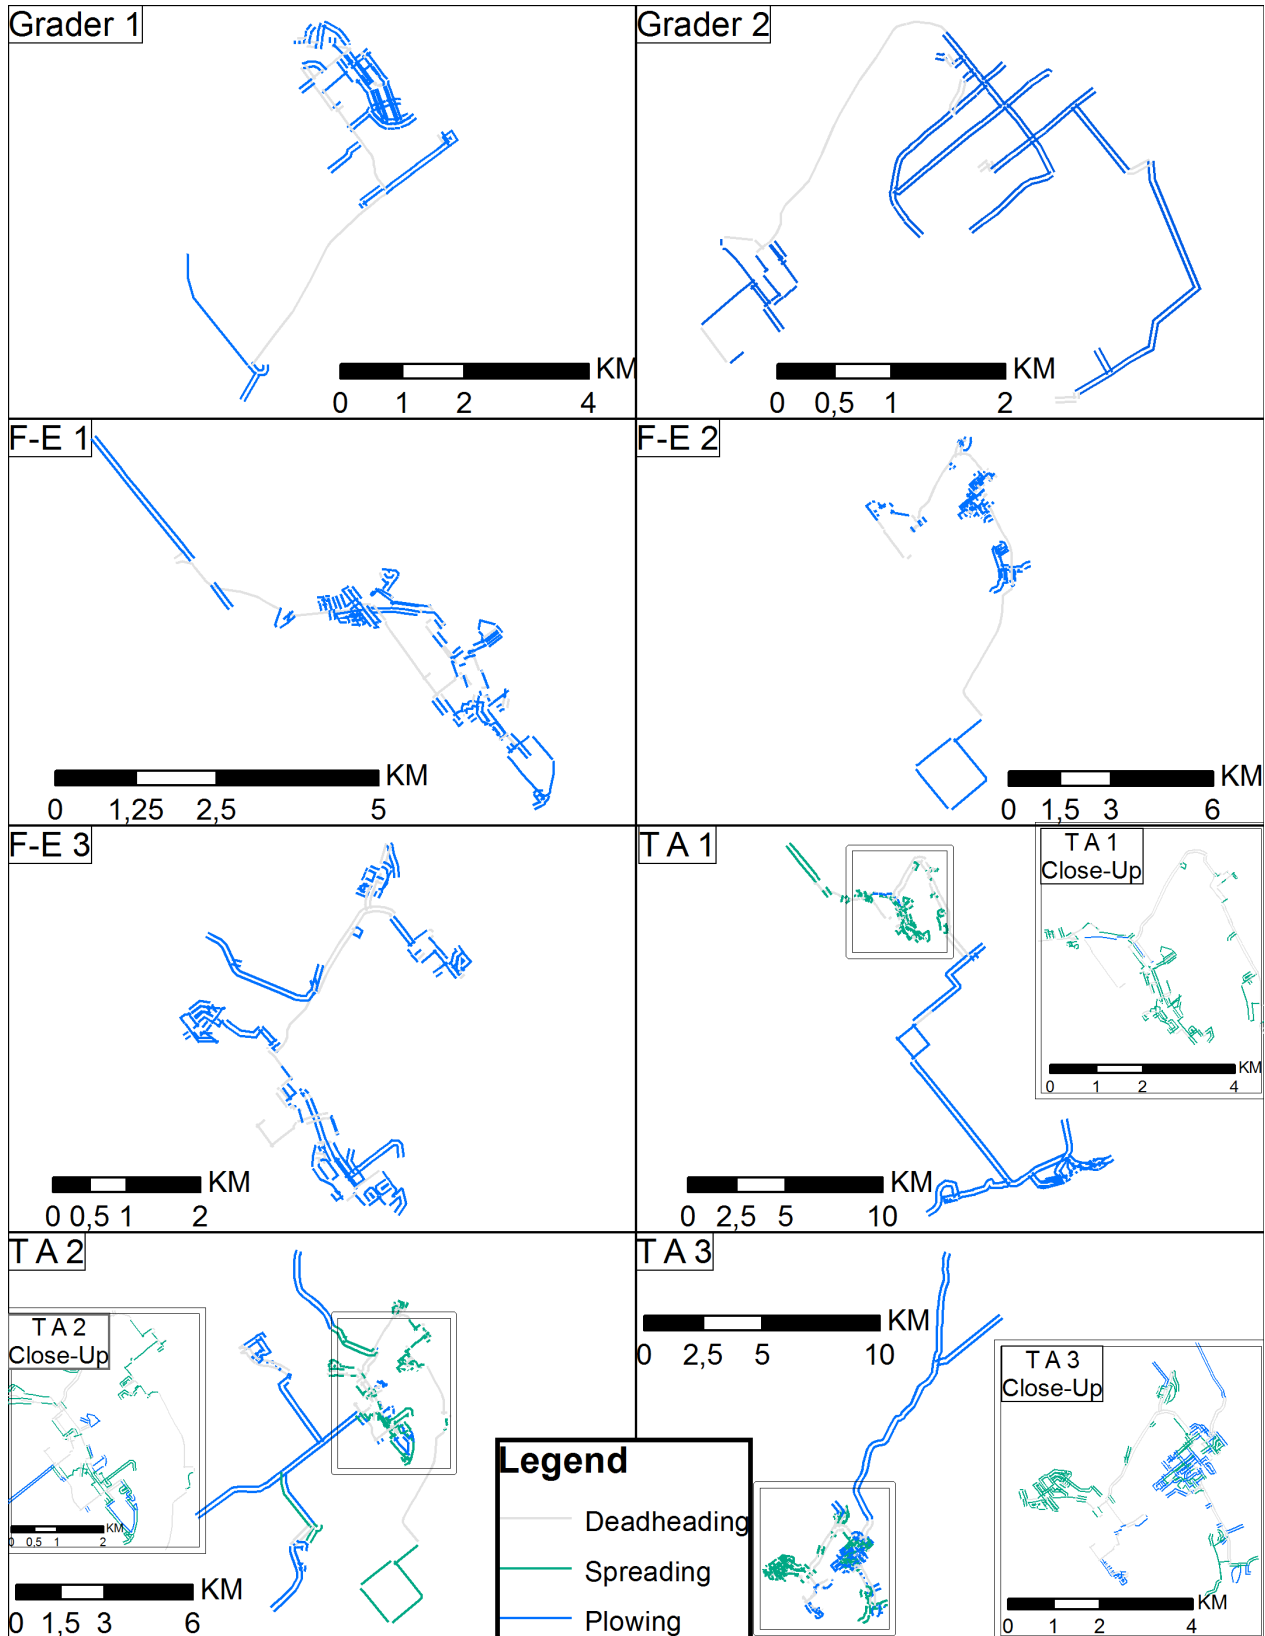 Grader 1
KM
0 1 2 4
Grader 2
KM
0 0,5 1 2
F-E 1
KM
0 1,25 2,5 5
F-E 2
KM
0 1,5 3 6
F-E 3
KM
0 0,5 1 2
T A 1
KM
0 2,5 5 10
T A 1
Close-Up
KM
0 1 2 4
T A 2
KM
0 1,5 3 6
T A 2
Close-Up
KM
0 0,5 1 2
T A 3
KM
0 2,5 5 10
T A 3
Close-Up
KM
0 1 2 4
Legend
Deadheading
Spreading
Plowing